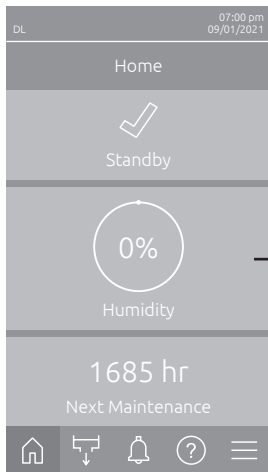 07:00 pm
DL
09/01/2021
Home
Standby
0%
Humidity
1685 hr
Next Maintenance
?